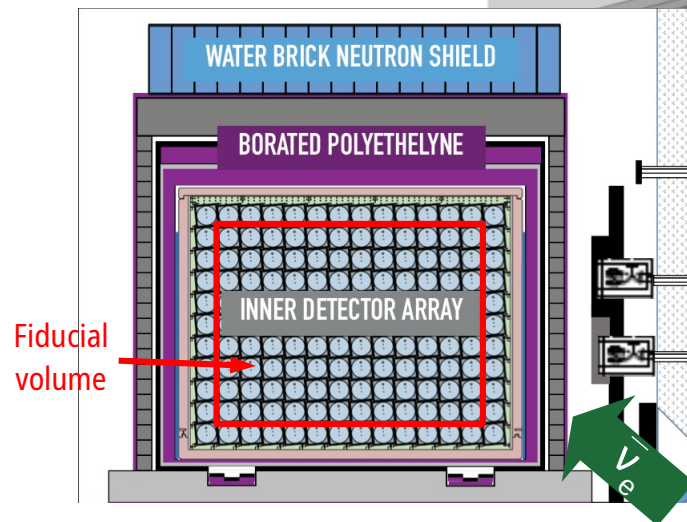 WATER BRICK NEUTRON SHIELD
BORATED POLYETHELYNE
INNER DETECTOR ARRAY
Fiducial
volume
ν̅e